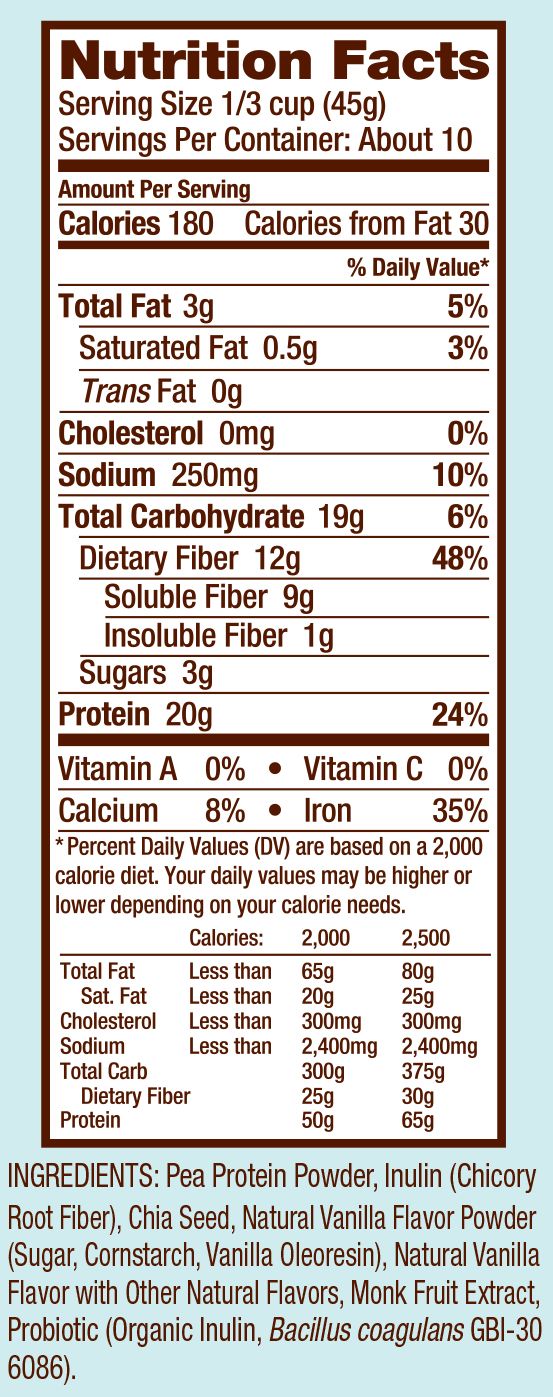 Nutrition Facts
Serving Size 1/3 cup (45g)
Servings Per Container: About 10
Amount Per Serving
Calories 180 Calories from Fat 30
% Daily Value*
Total Fat 3g 5%
Saturated Fat 0.5g 3%
Trans Fat 0g
Cholesterol 0mg 0%
Sodium 250mg 10%
Total Carbohydrate 19g 6%
Dietary Fiber 12g 48%
Soluble Fiber 9g
Insoluble Fiber 1g
Sugars 3g
Protein 20g 24%
Vitamin A 0% • Vitamin C 0%
Calcium 8% • Iron 35%
* Percent Daily Values (DV) are based on a 2,000
calorie diet. Your daily values may be higher or
lower depending on your calorie needs.
Calories: 2,000 2,500
Total Fat Less than 65g 80g
Sat. Fat Less than 20g 25g
Cholesterol Less than 300mg 300mg
Sodium Less than 2,400mg 2,400mg
Total Carb 300g 375g
Dietary Fiber 25g 30g
Protein 50g 65g
INGREDIENTS: Pea Protein Powder, Inulin (Chicory
Root Fiber), Chia Seed, Natural Vanilla Flavor Powder
(Sugar, Cornstarch, Vanilla Oleoresin), Natural Vanilla
Flavor with Other Natural Flavors, Monk Fruit Extract,
Probiotic (Organic Inulin, Bacillus coagulans GBI-30
6086).